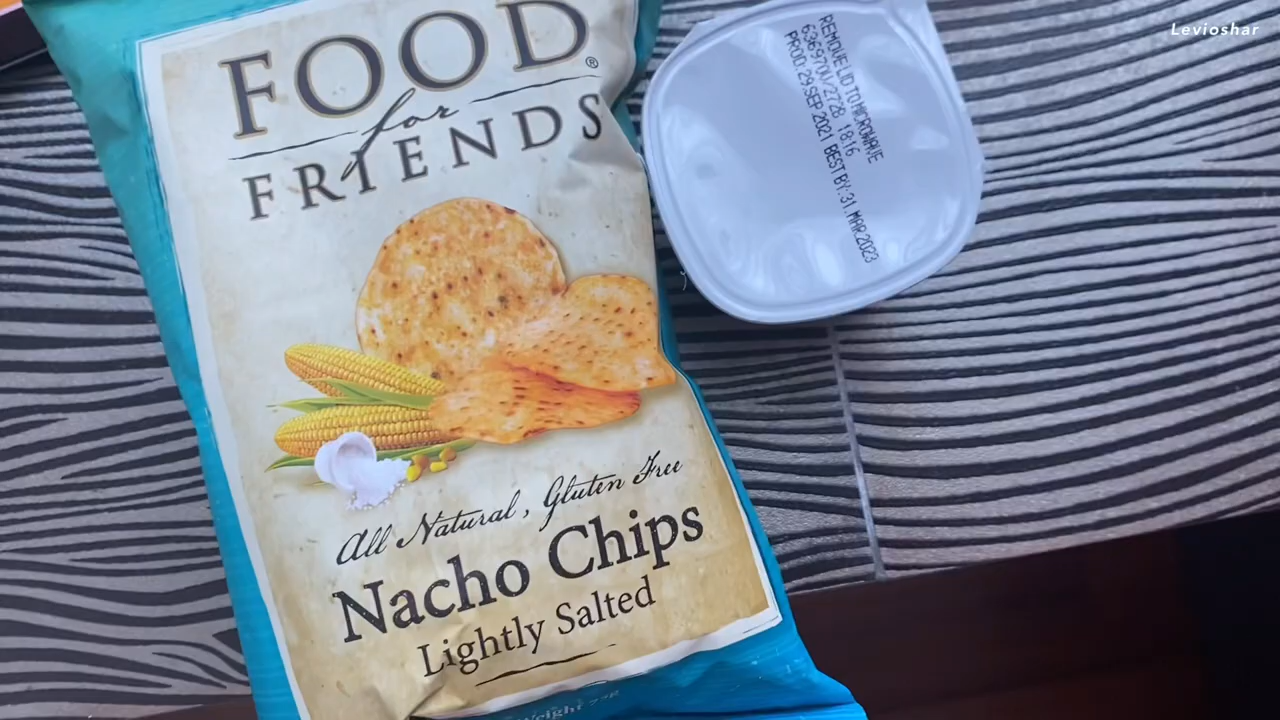 FOOD®
for
FRIENDS
All Natural, Gluten Free
Nacho Chips
Lightly Salted
REMOVE LID TO MICROWAVE
PROD: 29 SEP 2021 BEST BY: 31 MAR 2023
Levioshar